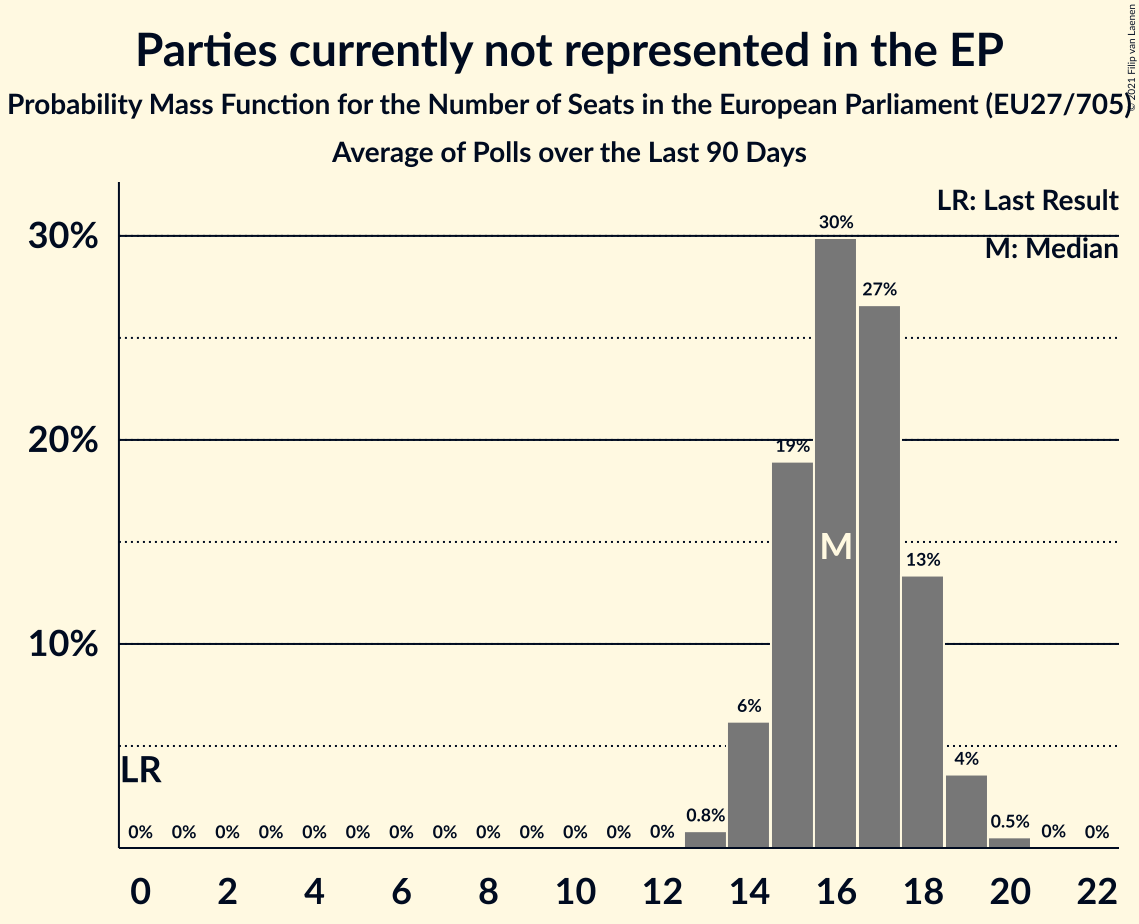 Parties currently not represented in the EP
Probability Mass Function for the Number of Seats in the European Parliament (EU27/705)
Average of Polls over the Last 90 Days
© 2021 Filip van Laenen
LR: Last Result
M: Median
30%
20%
10%
30%
27%
19%
M
13%
6%
4%
LR
0% 0% 0% 0% 0% 0% 0% 0% 0% 0% 0% 0% 0% 0.8% 0.5% 0% 0%
0 2 4 6 8 10 12 14 16 18 20 22